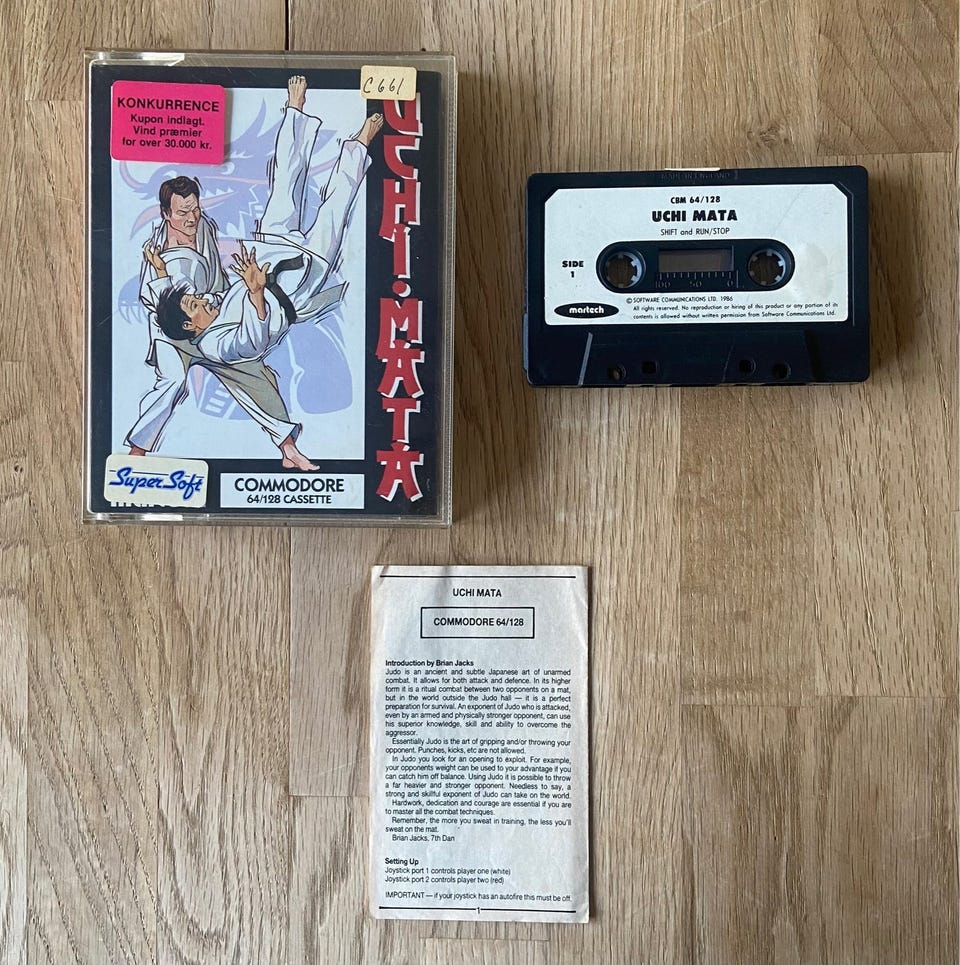 KONKURRENCE
Kupon indlagt.
Vind præmier
for over 30.000 kr.
C661
UCHI·MATA
Super Soft
COMMODORE
64/128 CASSETTE
MADE IN ENGLAND
CBM 64/128
UCHI MATA
SHIFT and RUN/STOP
SIDE
1
100 50 0
martech
© SOFTWARE COMMUNICATIONS LTD. 1986
All rights reserved. No reproduction or hiring of this product or any portion of its
contents is allowed without written permission from Software Communications Ltd.
UCHI MATA
COMMODORE 64/128
Introduction by Brian Jacks
Judo is an ancient and subtle Japanese art of unarmed
combat. It allows for both attack and defence. In its higher
form it is a ritual combat between two opponents on a mat,
but in the world outside the Judo hall — it is a perfect
preparation for survival. An exponent of Judo who is attacked,
even by an armed and physically stronger opponent, can use
his superior knowledge, skill and ability to overcome the
aggressor.
Essentially Judo is the art of gripping and/or throwing your
opponent. Punches, kicks, etc are not allowed.
In Judo you look for an opening to exploit. For example,
your opponents weight can be used to your advantage if you
can catch him off balance. Using Judo it is possible to throw
a far heavier and stronger opponent. Needless to say, a
strong and skillful exponent of Judo can take on the world.
Hardwork, dedication and courage are essential if you are
to master all the combat techniques.
Remember, the more you sweat in training, the less you'll
sweat on the mat.
Brian Jacks, 7th Dan
Setting Up
Joystick port 1 controls player one (white)
Joystick port 2 controls player two (red)
IMPORTANT — if your joystick has an autofire this must be off.
1